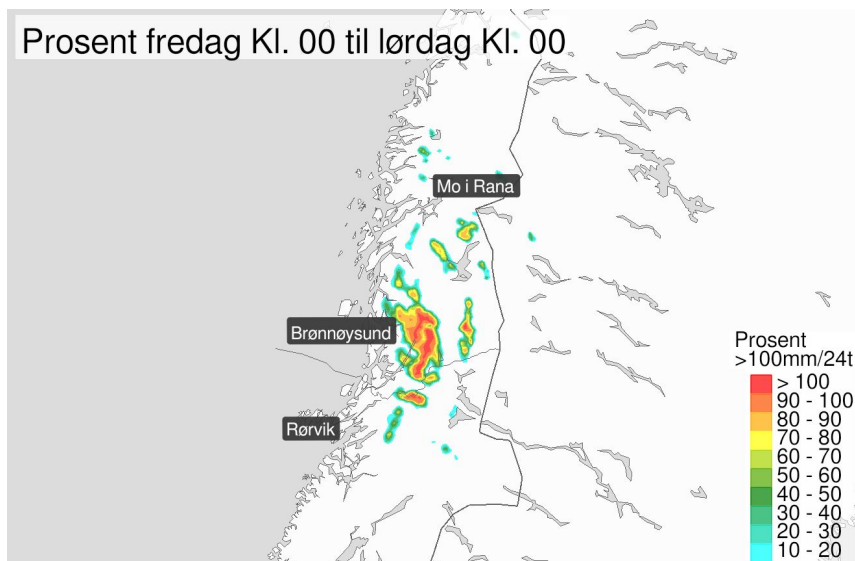 Prosent fredag Kl. 00 til lørdag Kl. 00
Mo i Rana
Brønnøysund
Rørvik
Prosent
>100mm/24t
> 100
90 - 100
80 - 90
70 - 80
60 - 70
50 - 60
40 - 50
30 - 40
20 - 30
10 - 20